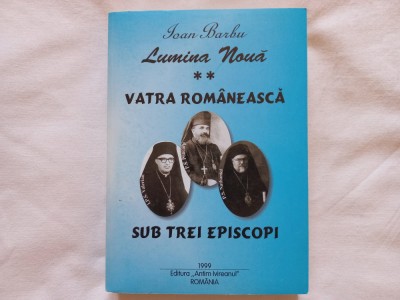 Ioan Barbu
Lumina Nouă
**
VATRA ROMÂNEASCĂ
SUB TREI EPISCOPI
1999
Editura „Antim Ivireanul"
ROMÂNIA